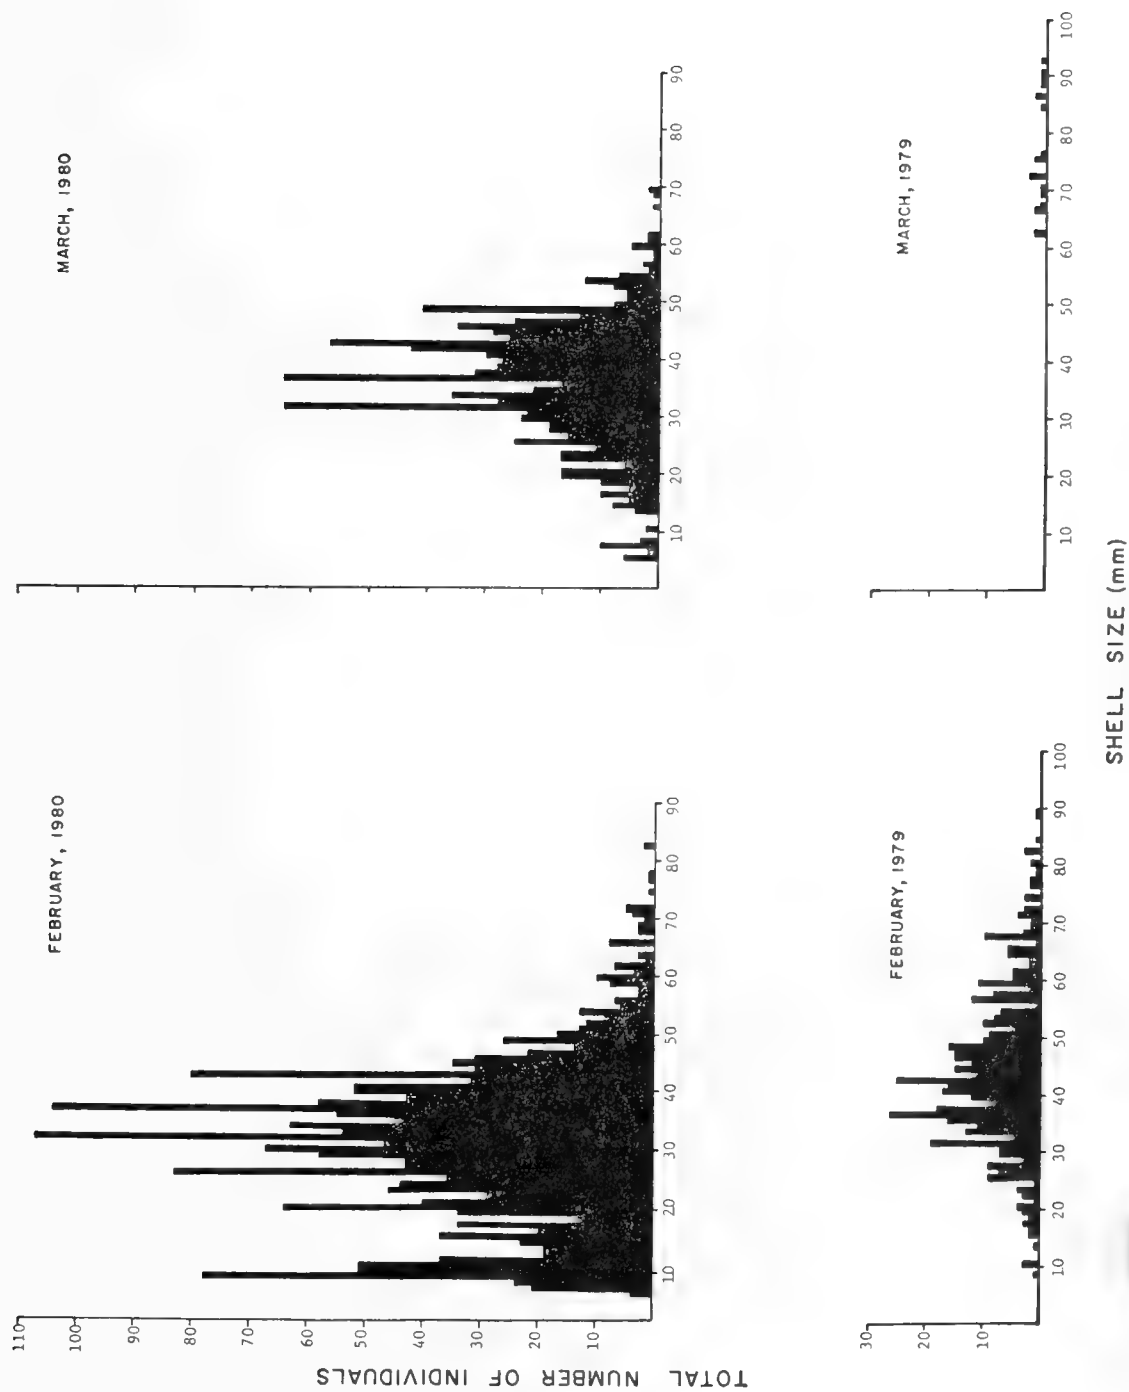 FEBRUARY, 1980
MARCH, 1980
110
100
90
80
70
60
50
40
30
20
10
10 20 30 40 50 60 70 80 90
10 20 30 40 50 60 70 80 90
FEBRUARY, 1979
MARCH, 1979
30
20
10
10 20 30 40 50 60 70 80 90 100
10 20 30 40 50 60 70 80 90 100
TOTAL NUMBER OF INDIVIDUALS
SHELL SIZE (mm)